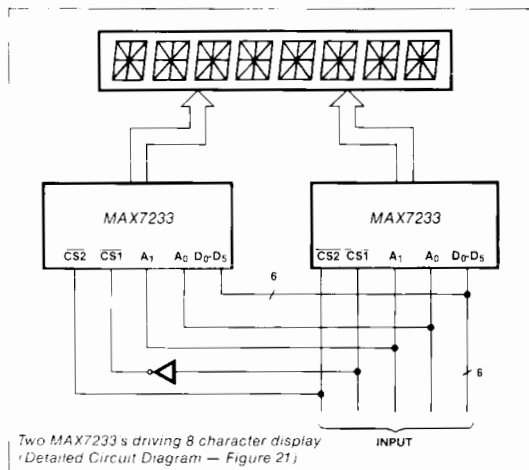 MAX7233
MAX7233
CS2 CS1 A1 A0 D0-D5
CS2 CS1 A1 A0 D0-D5
6
6
Two MAX7233's driving 8 character display
(Detailed Circuit Diagram — Figure 21)
INPUT